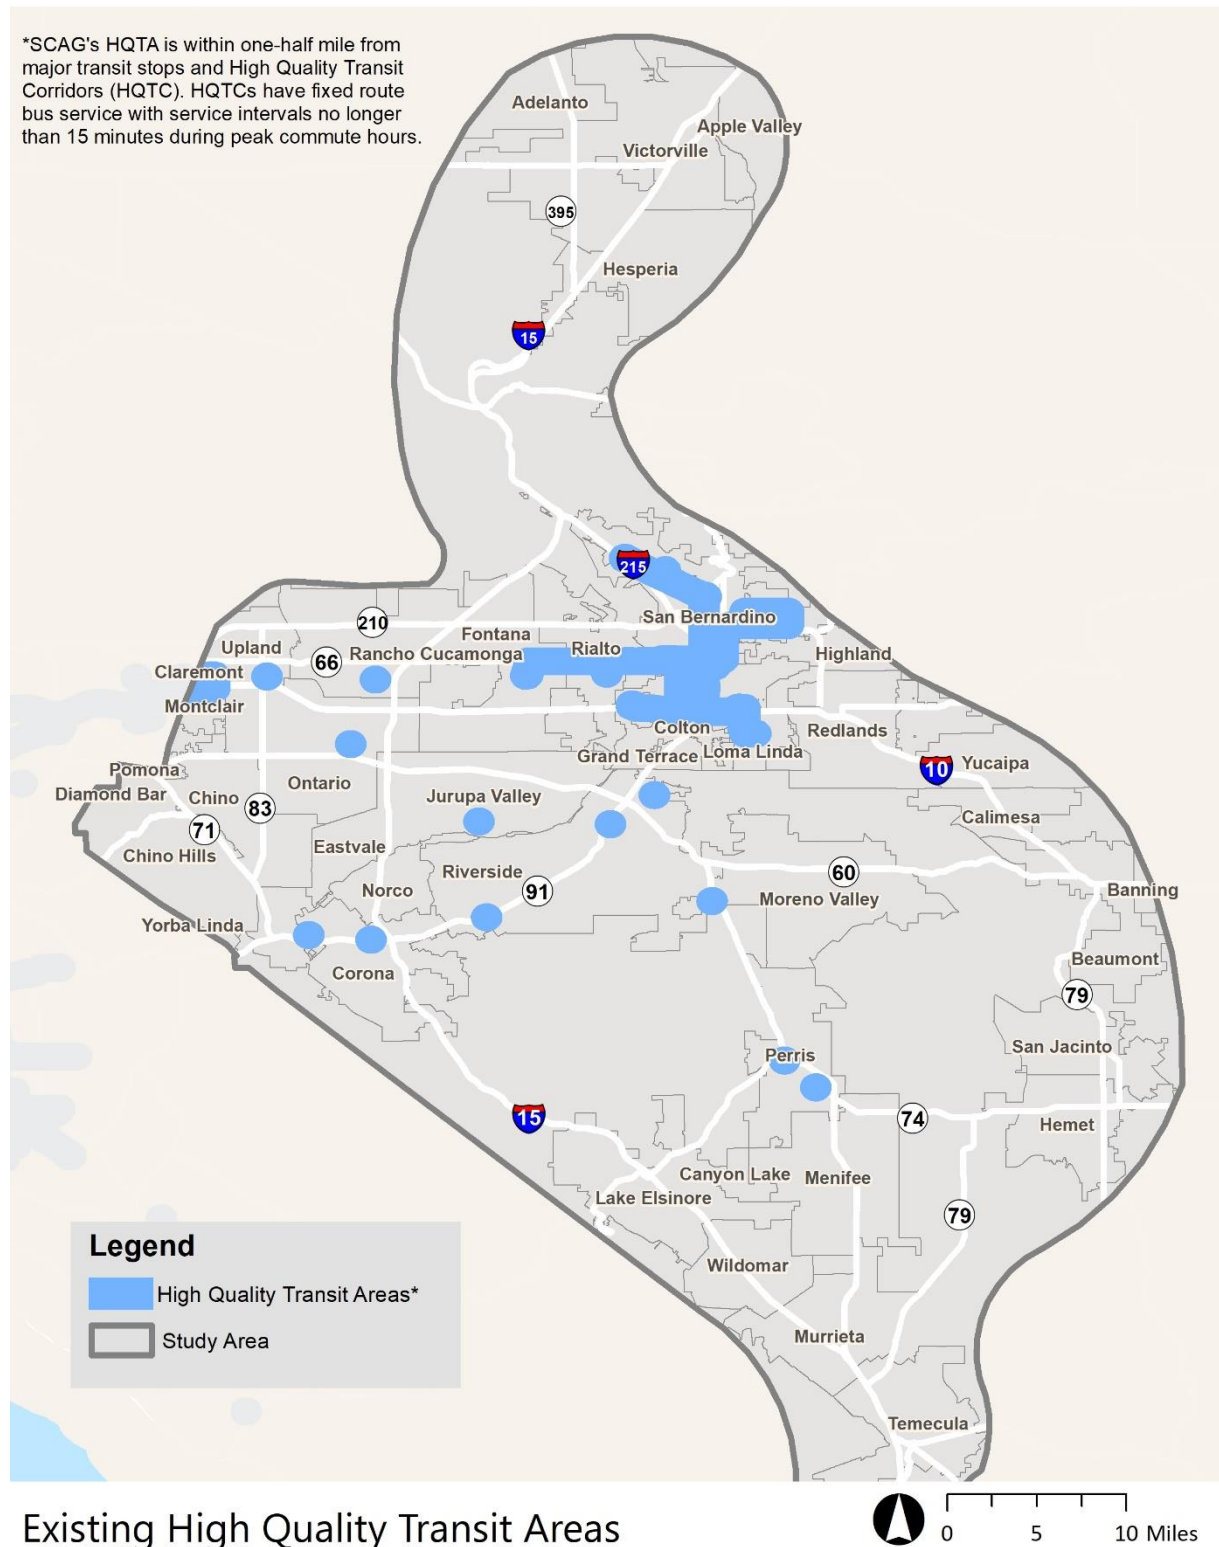 *SCAG's HQTA is within one-half mile from
major transit stops and High Quality Transit
Corridors (HQTC). HQTCs have fixed route
bus service with service intervals no longer
than 15 minutes during peak commute hours.
Adelanto
Apple Valley
Victorville
395
Hesperia
15
215
San Bernardino
210
Fontana
Upland
66
Rancho Cucamonga
Rialto
Highland
Claremont
Montclair
Colton
Redlands
Grand Terrace
Loma Linda
Pomona
Ontario
10
Yucaipa
Diamond Bar
Chino
83
Jurupa Valley
Calimesa
71
Chino Hills
Eastvale
Riverside
60
Norco
91
Moreno Valley
Banning
Yorba Linda
Corona
Beaumont
79
Perris
San Jacinto
15
74
Hemet
Canyon Lake
Menifee
Lake Elsinore
79
Legend
High Quality Transit Areas*
Study Area
Wildomar
Murrieta
Temecula
Existing High Quality Transit Areas
0 5 10 Miles